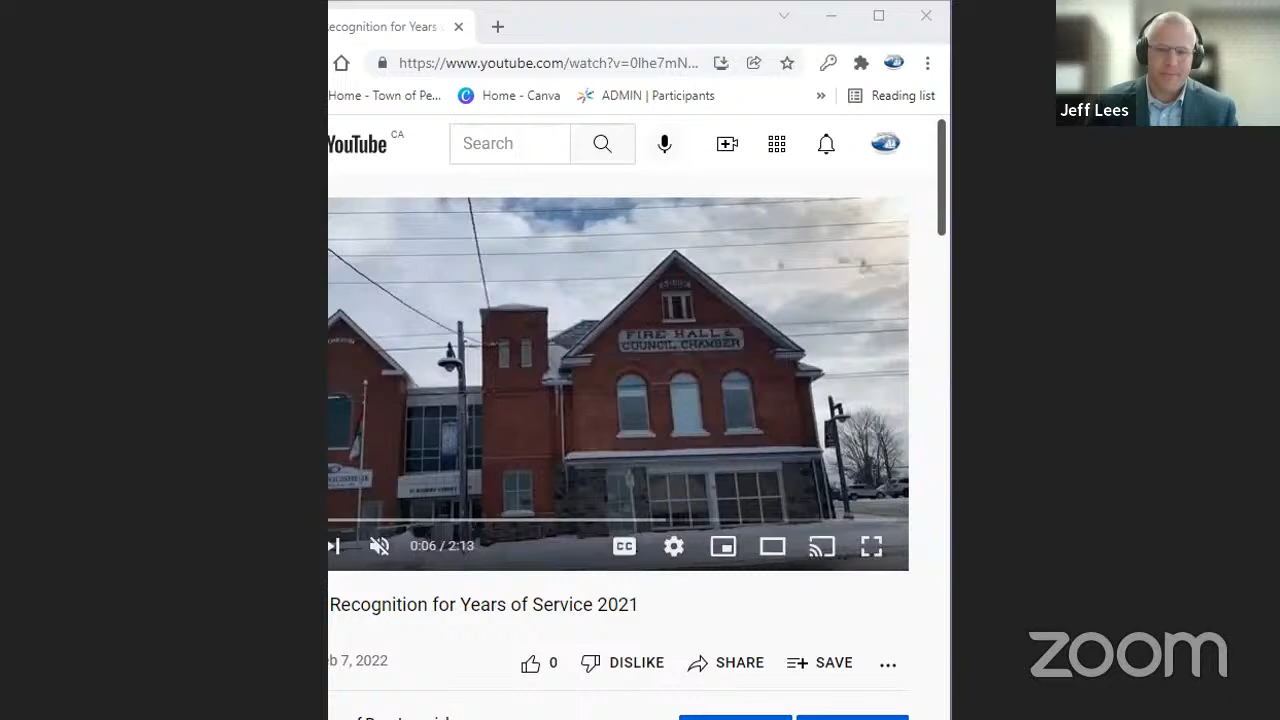 ecognition for Years
https://www.youtube.com/watch?v=0lhe7mN...
Home - Town of Pe...
Home - Canva
ADMIN | Participants
»
Reading list
Jeff Lees
YouTube CA
Search
FIRE HALL &
COUNCIL CHAMBER
0:06 / 2:13
CC
Recognition for Years of Service 2021
b 7, 2022
0
DISLIKE
SHARE
SAVE
zoom